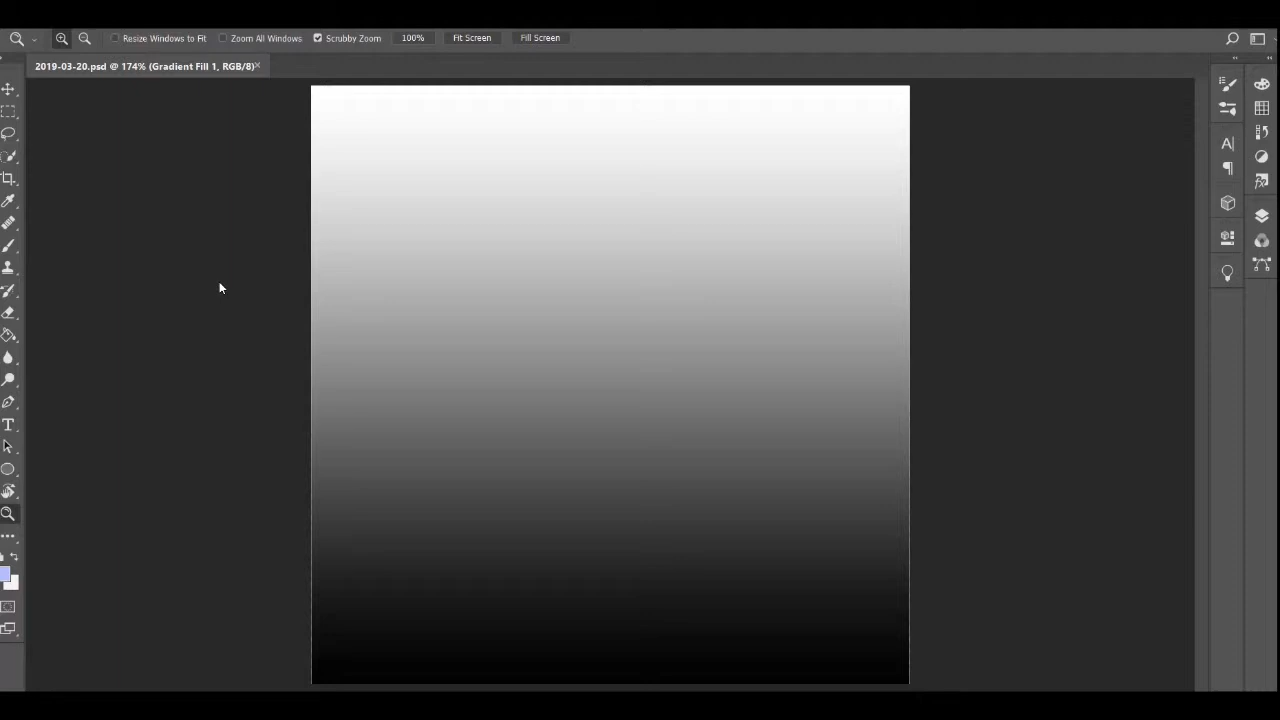 Resize Windows to Fit Zoom All Windows Scrubby Zoom 100% Fit Screen Fill Screen
2019-03-20.psd @ 174% (Gradient Fill 1, RGB/8)